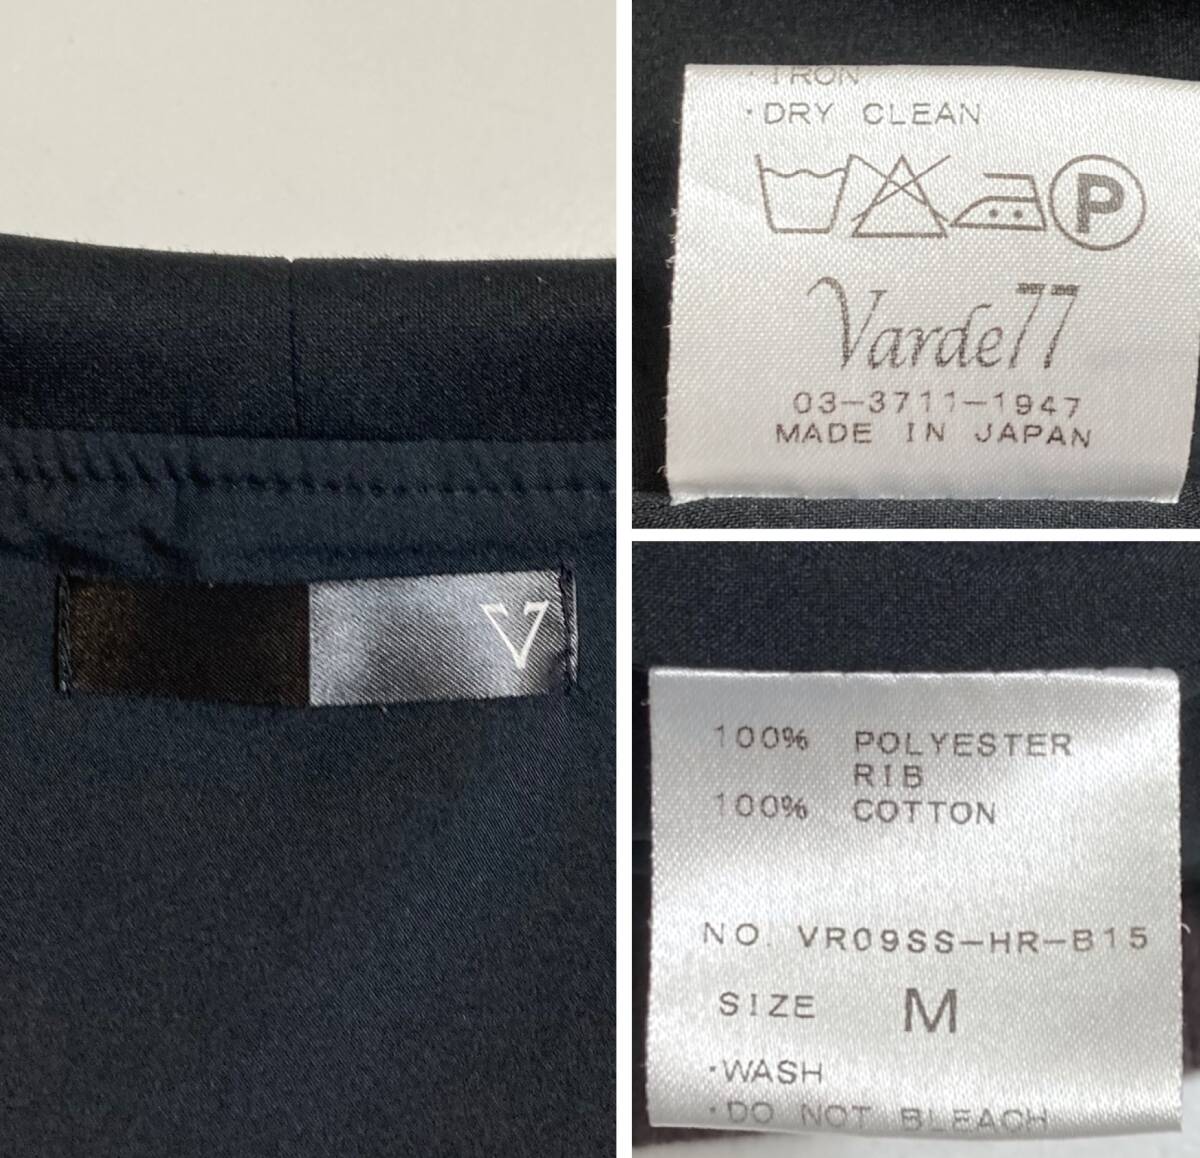 V
· IRON
·DRY CLEAN
P
Varde77
03-3711-1947
MADE IN JAPAN
100% POLYESTER
RIB
100% COTTON
NO. VR09SS-HR-B15
SIZE M
·WASH
·DO NOT BLEACH